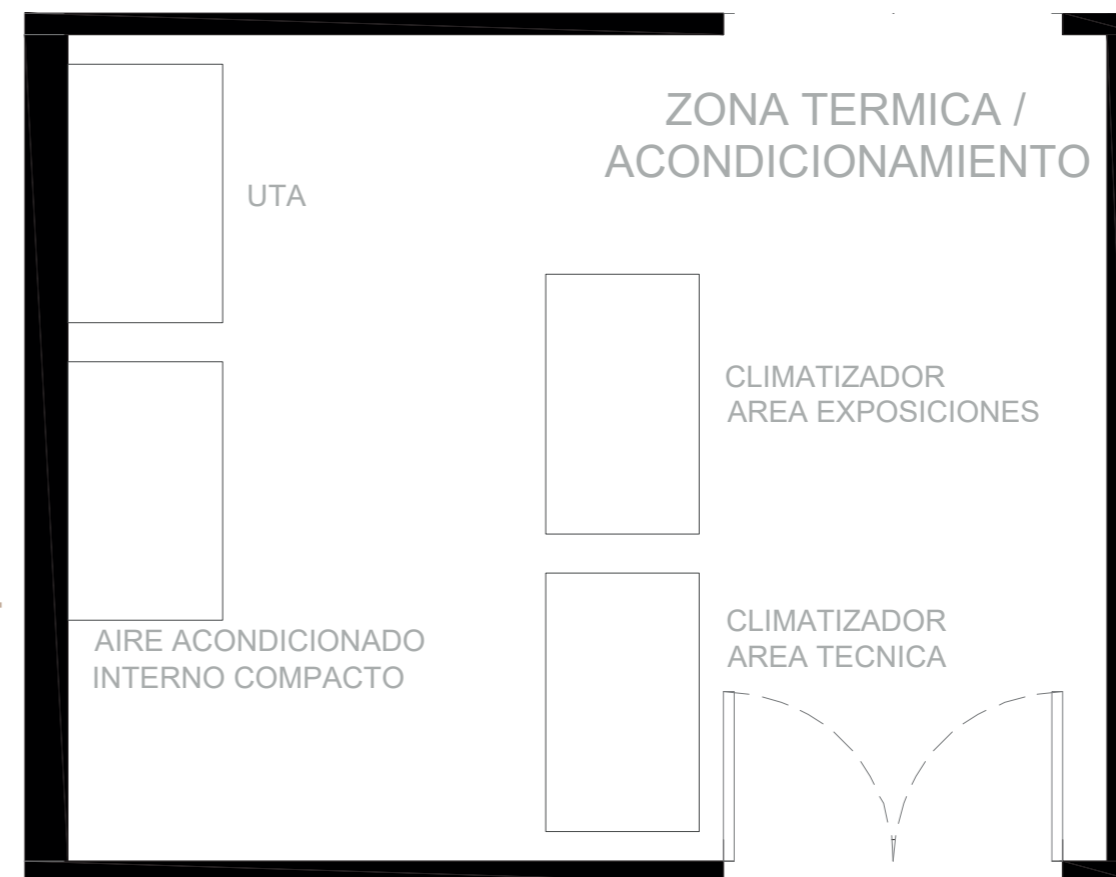 ZONA TERMICA /
ACONDICIONAMIENTO
UTA
CLIMATIZADOR
AREA EXPOSICIONES
CLIMATIZADOR
AREA TECNICA
AIRE ACONDICIONADO
INTERNO COMPACTO